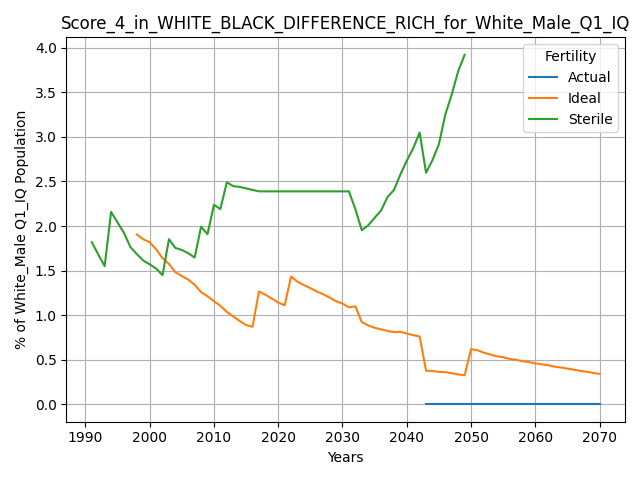 Score_4_in_WHITE_BLACK_DIFFERENCE_RICH_for_White_Male_Q1_IQ
Fertility
Actual
Ideal
Sterile
% of White_Male Q1_IQ Population
4.0
3.5
3.0
2.5
2.0
1.5
1.0
0.5
0.0
1990 2000 2010 2020 2030 2040 2050 2060 2070
Years